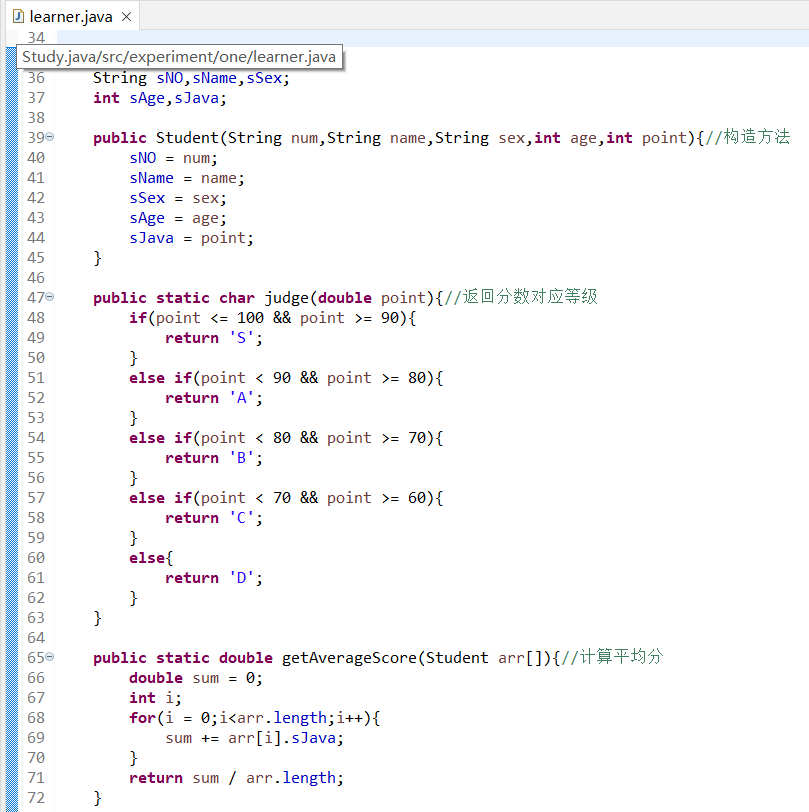 learner.java
34
Study.java/src/experiment/one/learner.java
36 String sNO,sName,sSex;
37 int sAge,sJava;
38
39 public Student(String num,String name,String sex,int age,int point){//构造方法
40 sNO = num;
41 sName = name;
42 sSex = sex;
43 sAge = age;
44 sJava = point;
45 }
46
47 public static char judge(double point){//返回分数对应等级
48 if(point <= 100 && point >= 90){
49 return 'S';
50 }
51 else if(point < 90 && point >= 80){
52 return 'A';
53 }
54 else if(point < 80 && point >= 70){
55 return 'B';
56 }
57 else if(point < 70 && point >= 60){
58 return 'C';
59 }
60 else{
61 return 'D';
62 }
63 }
64
65 public static double getAverageScore(Student arr[]){//计算平均分
66 double sum = 0;
67 int i;
68 for(i = 0;i<arr.length;i++){
69 sum += arr[i].sJava;
70 }
71 return sum / arr.length;
72 }